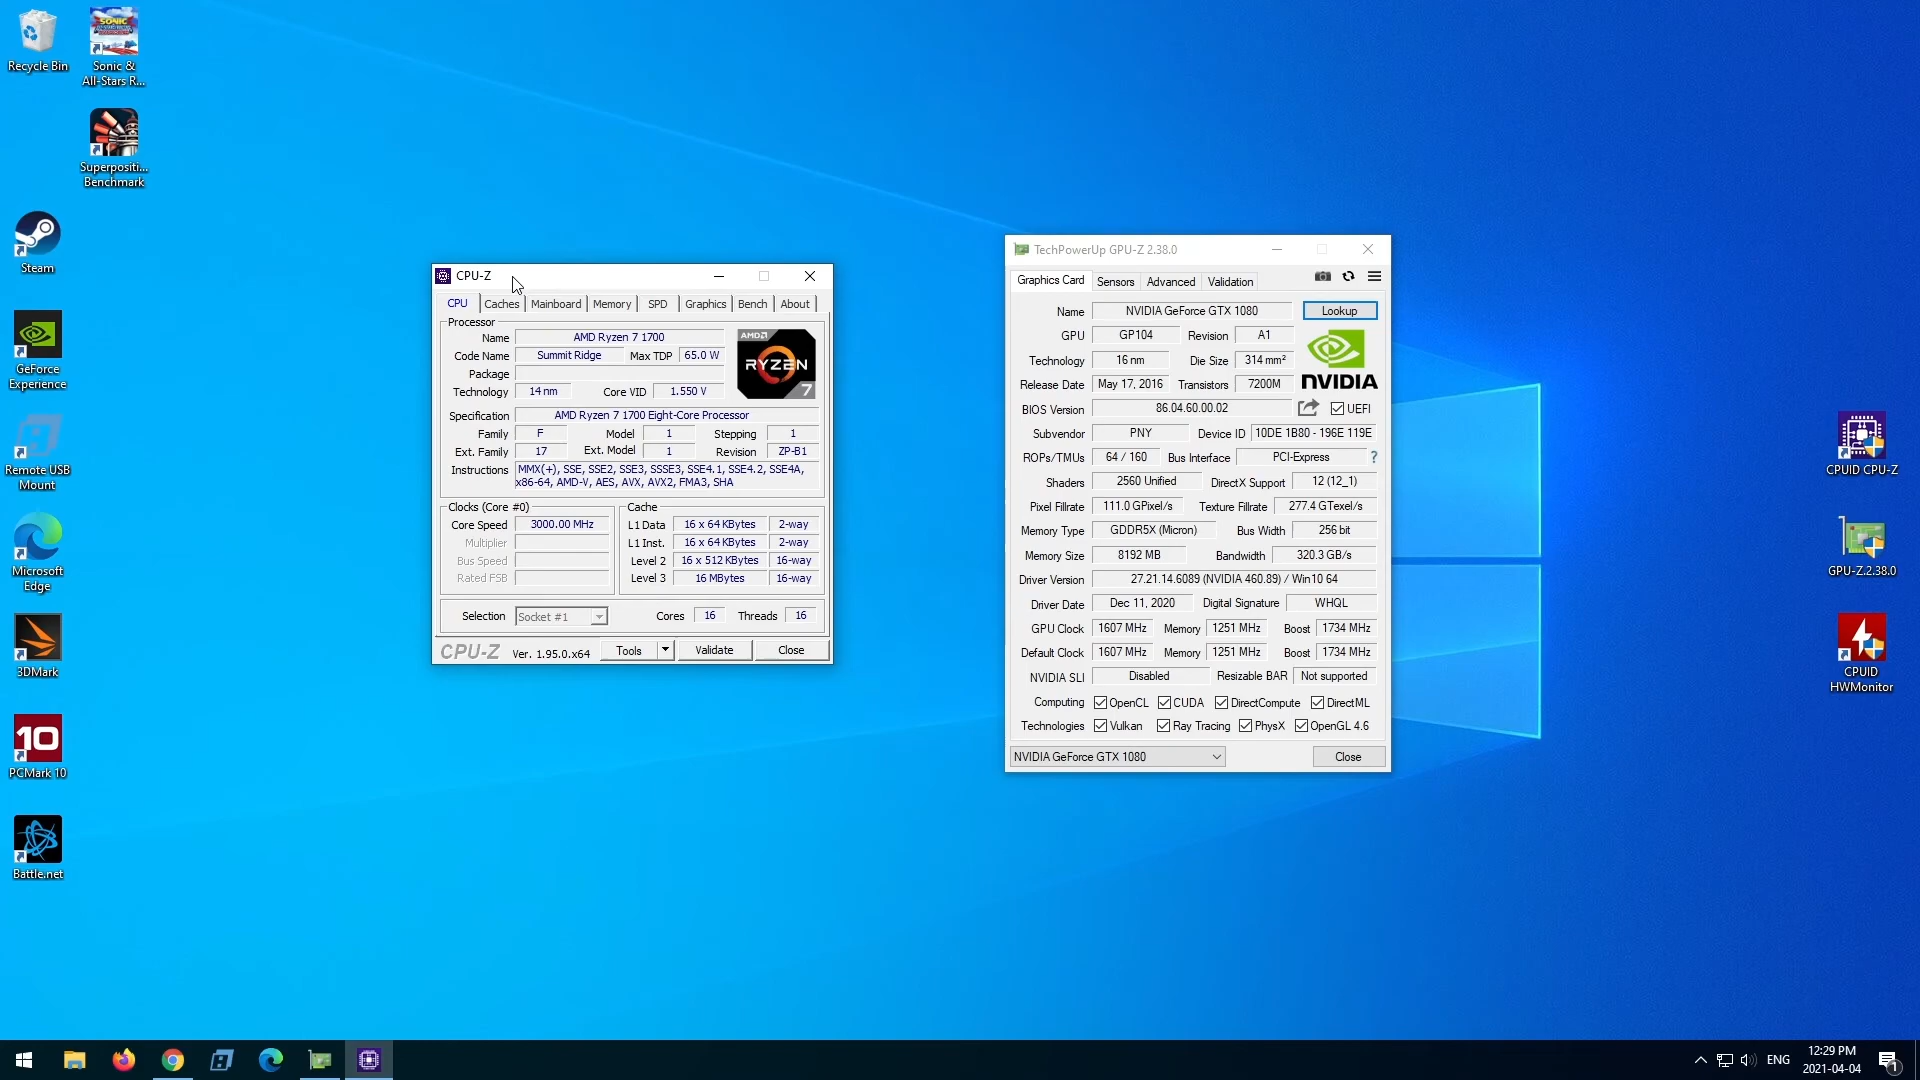 Recycle Bin
Sonic &
All-Stars R...
Superpositi...
Benchmark
Steam
GeForce
Experience
Remote USB
Mount
Microsoft
Edge
3DMark
10
PCMark 10
Battle.net
CPU-Z
CPU Caches Mainboard Memory SPD Graphics Bench About
Processor
Name AMD Ryzen 7 1700
Code Name Summit Ridge Max TDP 65.0 W
Package
Technology 14 nm Core VID 1.550 V
AMD
RYZEN
7
Specification AMD Ryzen 7 1700 Eight-Core Processor
Family F Model 1 Stepping 1
Ext. Family 17 Ext. Model 1 Revision ZP-B1
Instructions MMX(+), SSE, SSE2, SSE3, SSSE3, SSE4.1, SSE4.2, SSE4A,
x86-64, AMD-V, AES, AVX, AVX2, FMA3, SHA
Clocks (Core #0)
Core Speed 3000.00 MHz
Multiplier
Bus Speed
Rated FSB
Cache
L1 Data 16 x 64 KBytes 2-way
L1 Inst. 16 x 64 KBytes 2-way
Level 2 16 x 512 KBytes 16-way
Level 3 16 MBytes 16-way
Selection Socket #1 Cores 16 Threads 16
CPU-Z Ver. 1.95.0.x64 Tools Validate Close
TechPowerUp GPU-Z 2.38.0
Graphics Card Sensors Advanced Validation
Name NVIDIA GeForce GTX 1080 Lookup
GPU GP104 Revision A1
Technology 16 nm Die Size 314 mm²
Release Date May 17, 2016 Transistors 7200M
NVIDIA
BIOS Version 86.04.60.00.02 UEFI
Subvendor PNY Device ID 10DE 1B80 - 196E 119E
ROPs/TMUs 64 / 160 Bus Interface PCI-Express ?
Shaders 2560 Unified DirectX Support 12 (12_1)
Pixel Fillrate 111.0 GPixel/s Texture Fillrate 277.4 GTexel/s
Memory Type GDDR5X (Micron) Bus Width 256 bit
Memory Size 8192 MB Bandwidth 320.3 GB/s
Driver Version 27.21.14.6089 (NVIDIA 460.89) / Win10 64
Driver Date Dec 11, 2020 Digital Signature WHQL
GPU Clock 1607 MHz Memory 1251 MHz Boost 1734 MHz
Default Clock 1607 MHz Memory 1251 MHz Boost 1734 MHz
NVIDIA SLI Disabled Resizable BAR Not supported
Computing OpenCL CUDA DirectCompute DirectML
Technologies Vulkan Ray Tracing PhysX OpenGL 4.6
NVIDIA GeForce GTX 1080 Close
CPUID CPU-Z
GPU-Z.2.38.0
CPUID
HWMonitor
ENG
12:29 PM
2021-04-04
1